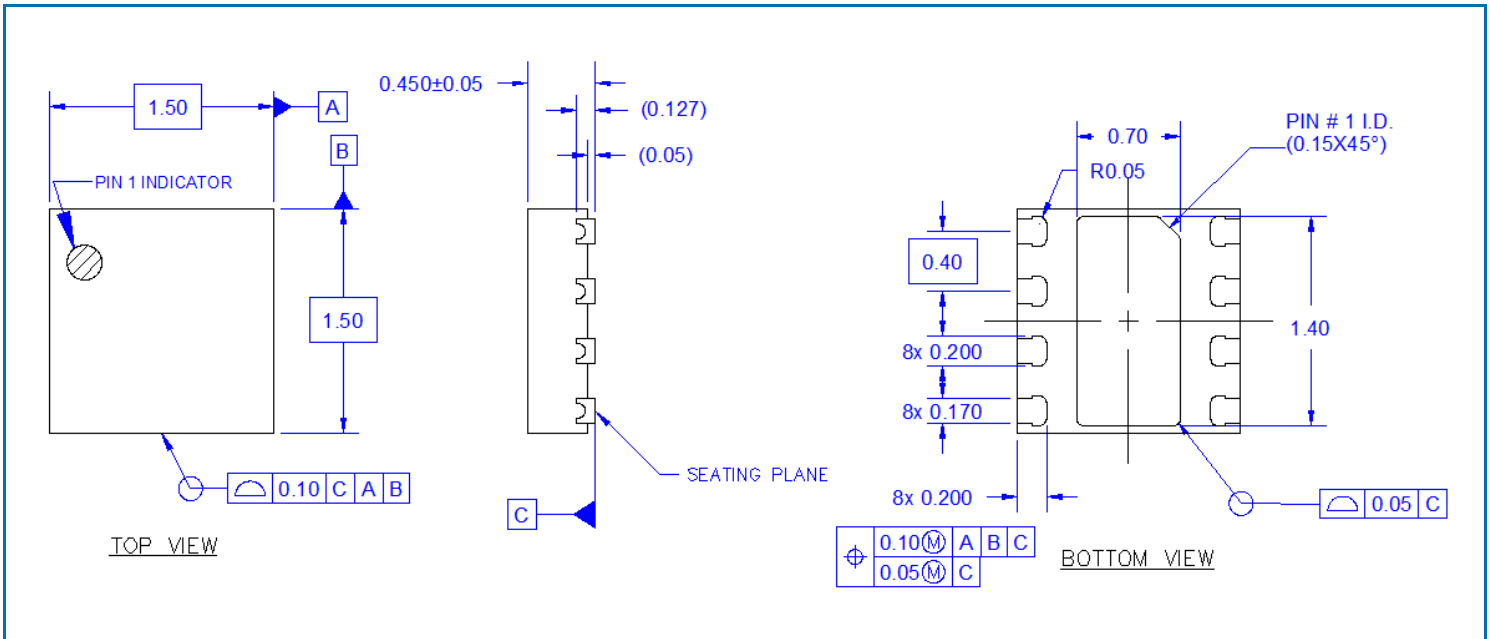 1.50
A
B
PIN 1 INDICATOR
1.50
0.10 C A B
TOP VIEW
0.450±0.05
(0.127)
(0.05)
SEATING PLANE
C
0.70
PIN # 1 I.D.
(0.15X45°)
R0.05
0.40
1.40
8x 0.200
8x 0.170
8x 0.200
0.10Ⓜ A B C
0.05Ⓜ C
0.05 C
BOTTOM VIEW